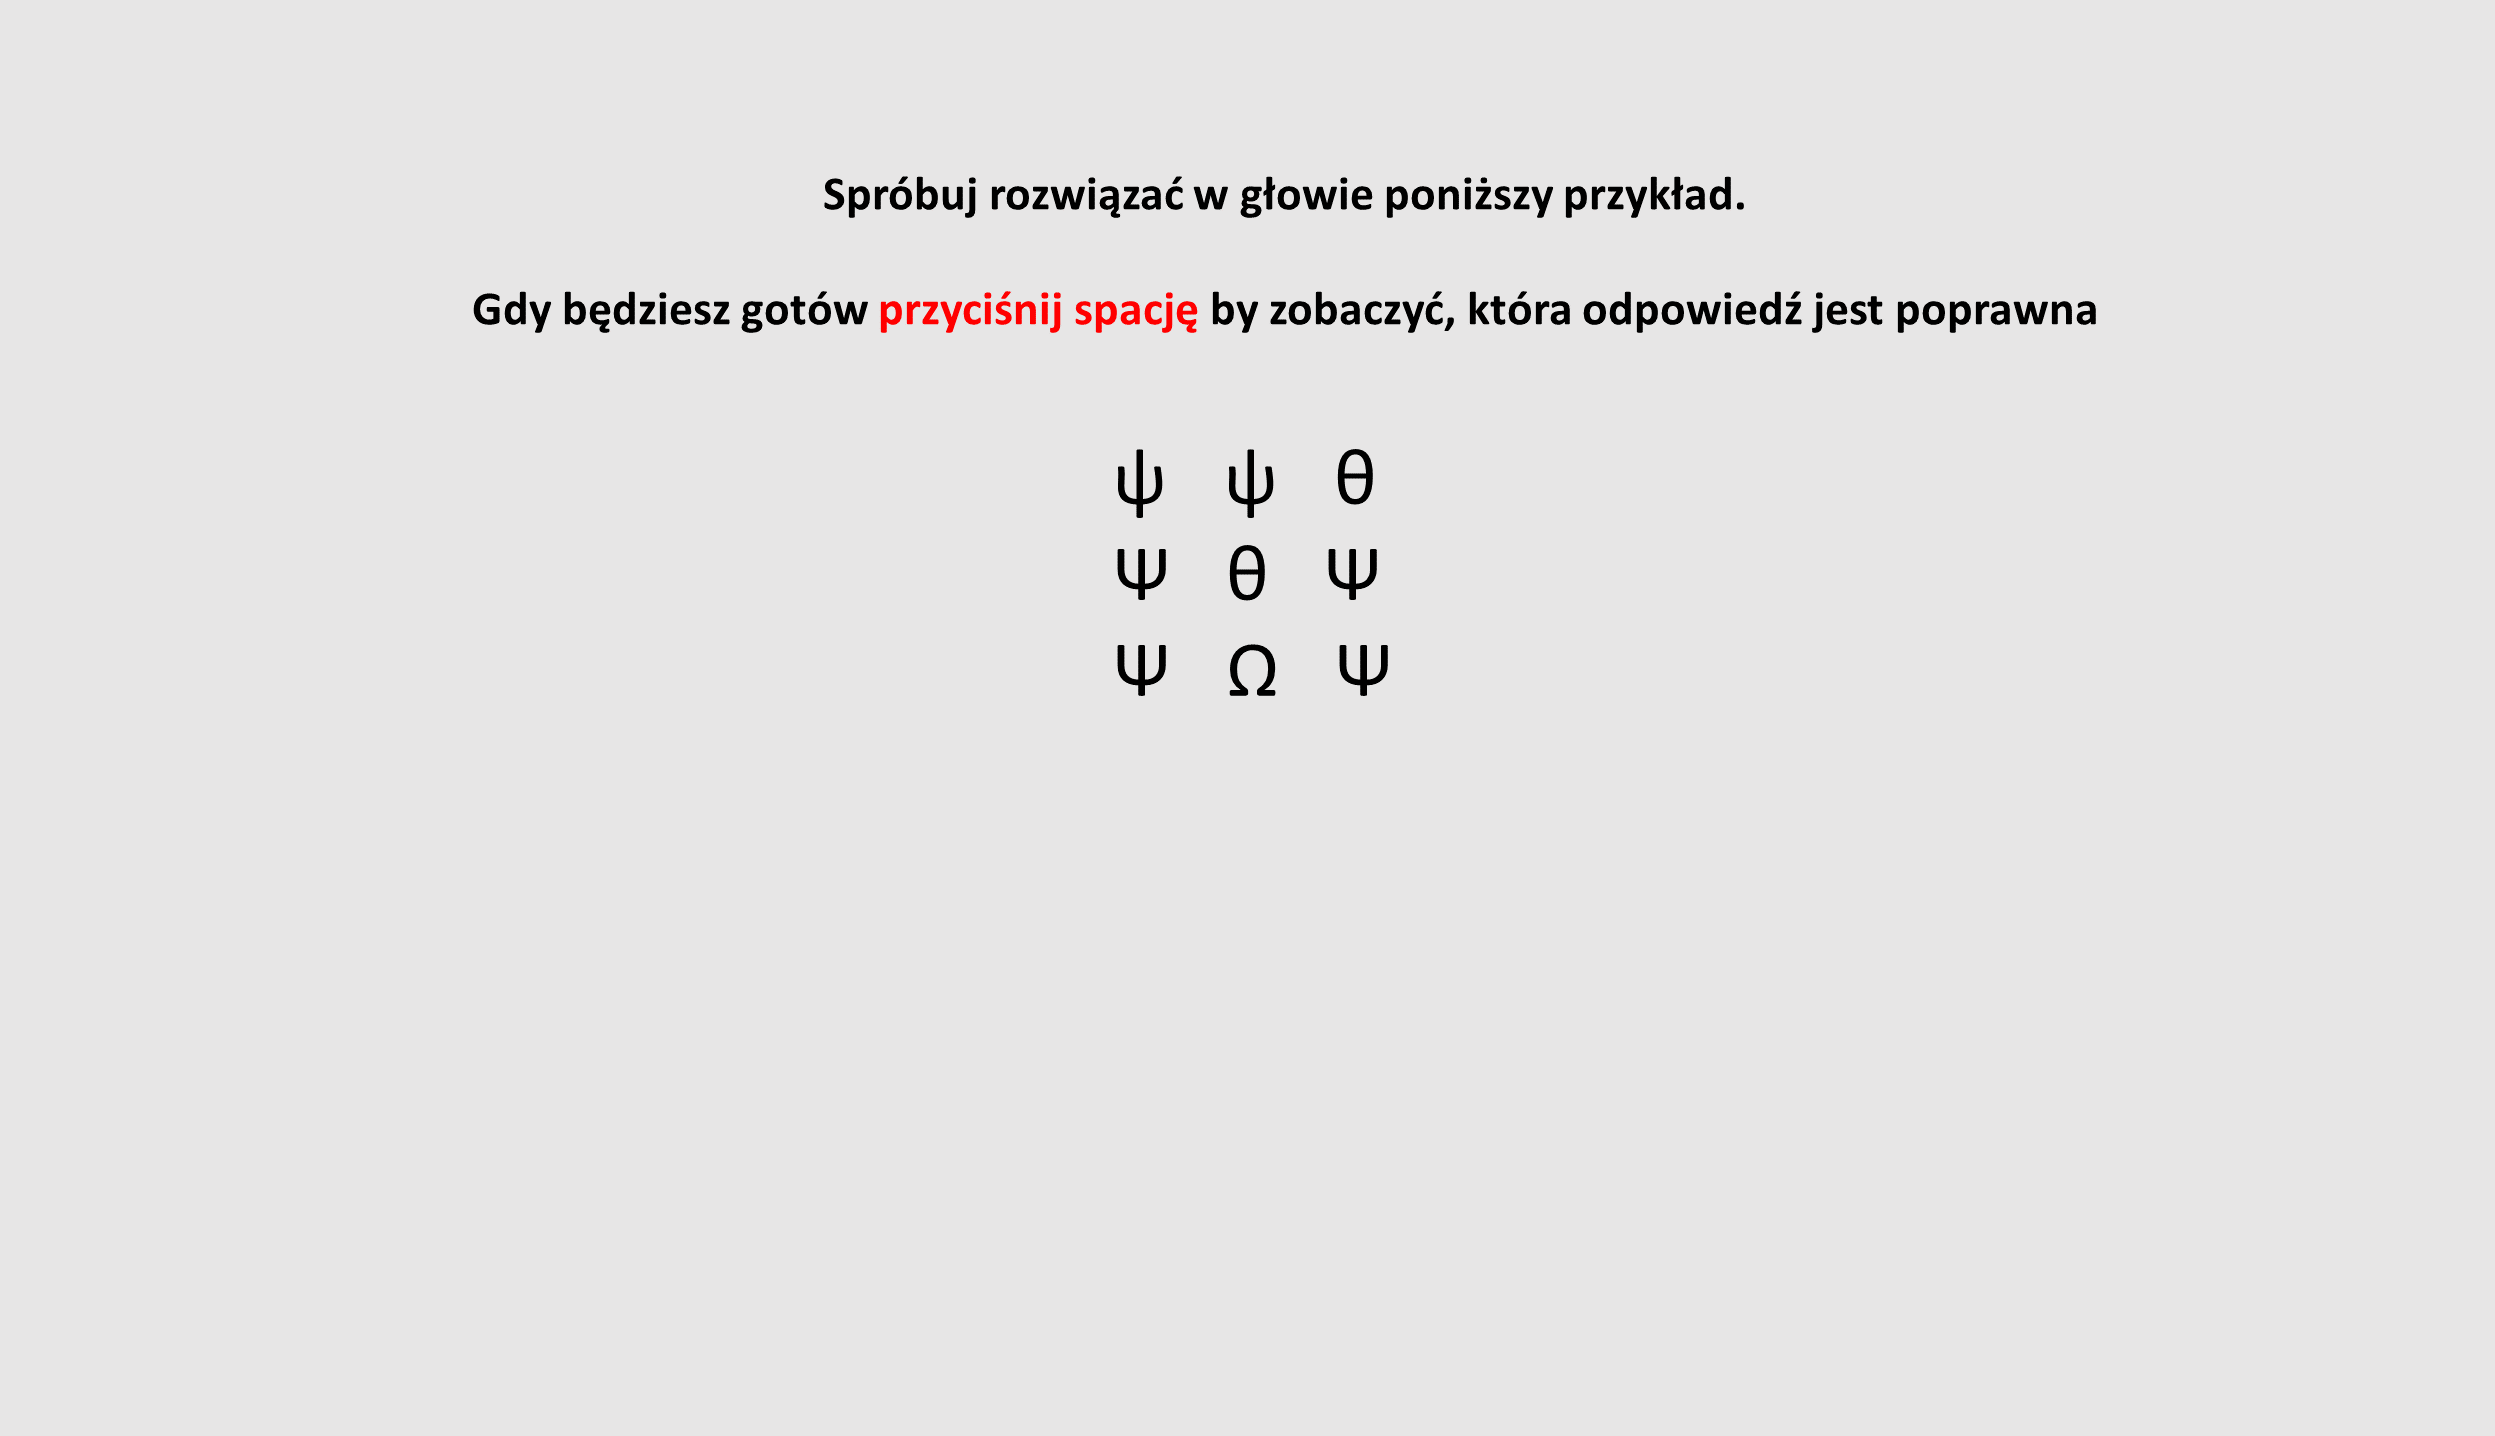 Spróbuj rozwiązać w głowie poniższy przykład.
Gdy będziesz gotów przyciśnij spację by zobaczyć, która odpowiedź jest poprawna
ψ ψ θ
Ψ θ Ψ
Ψ Ω Ψ